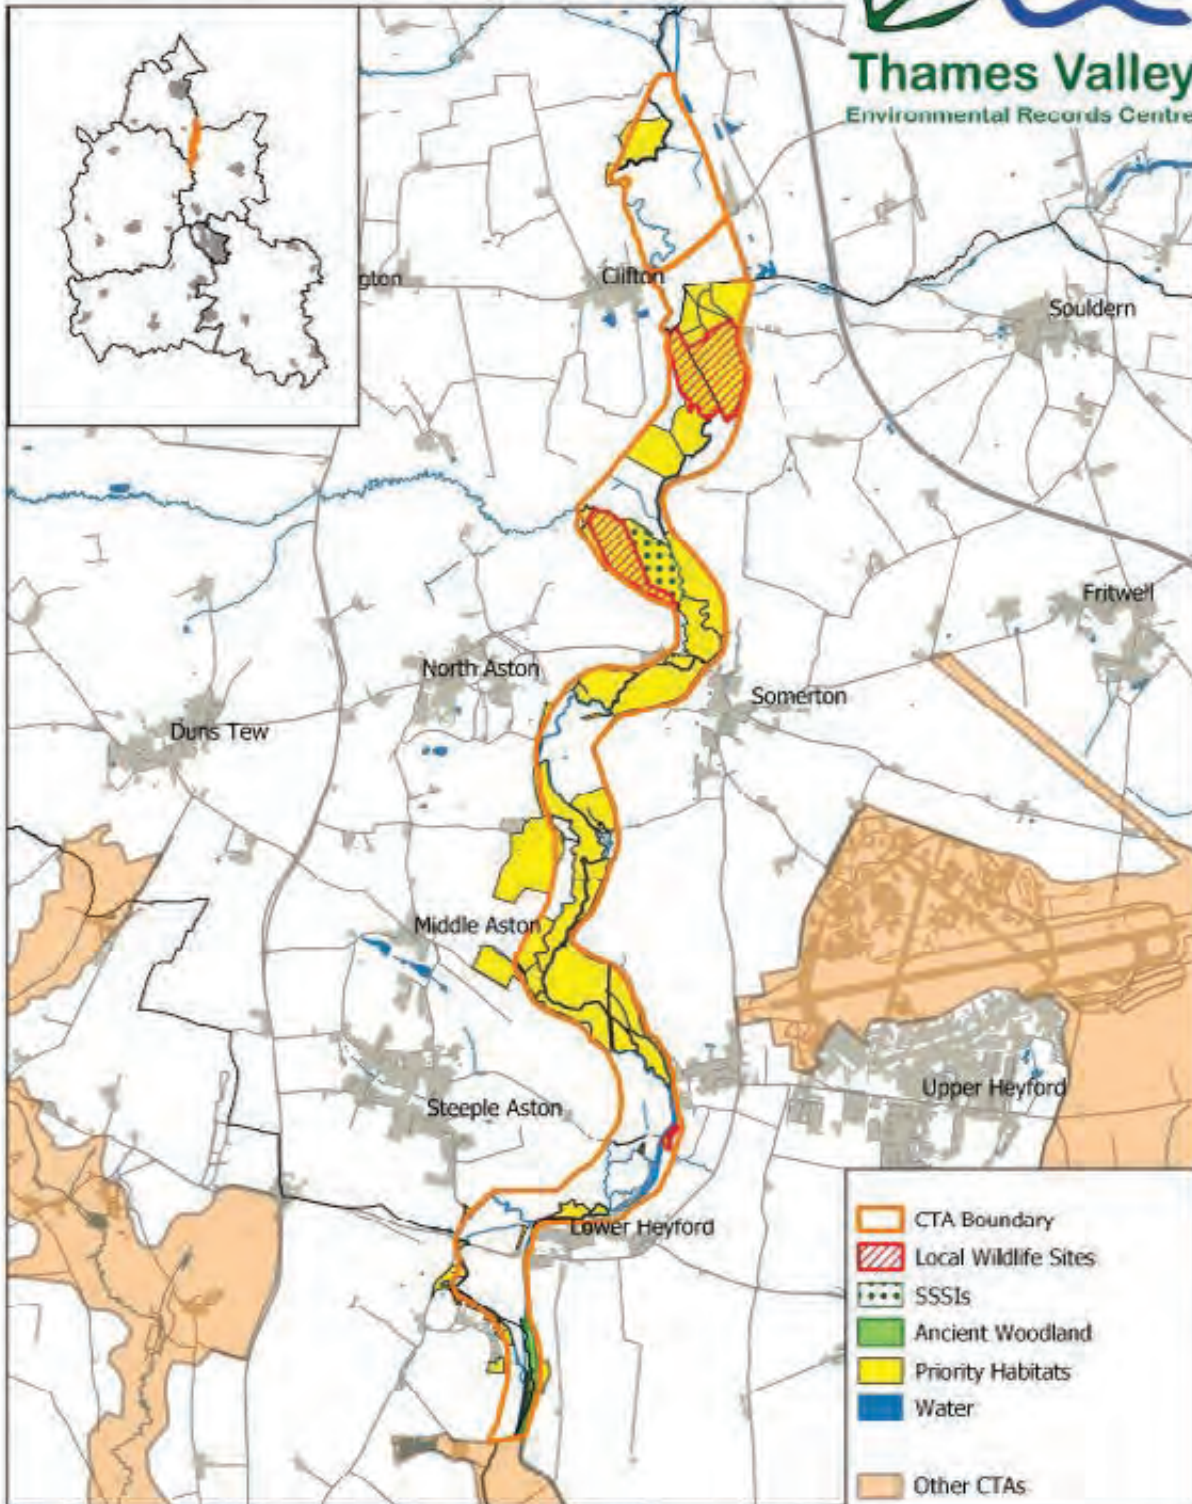 Thames Valley
Environmental Records Centre
gton
Clifton
Souldern
Fritwell
North Aston
Somerton
Duns Tew
Middle Aston
Upper Heyford
Steeple Aston
Lower Heyford
CTA Boundary
Local Wildlife Sites
SSSIs
Ancient Woodland
Priority Habitats
Water
Other CTAs